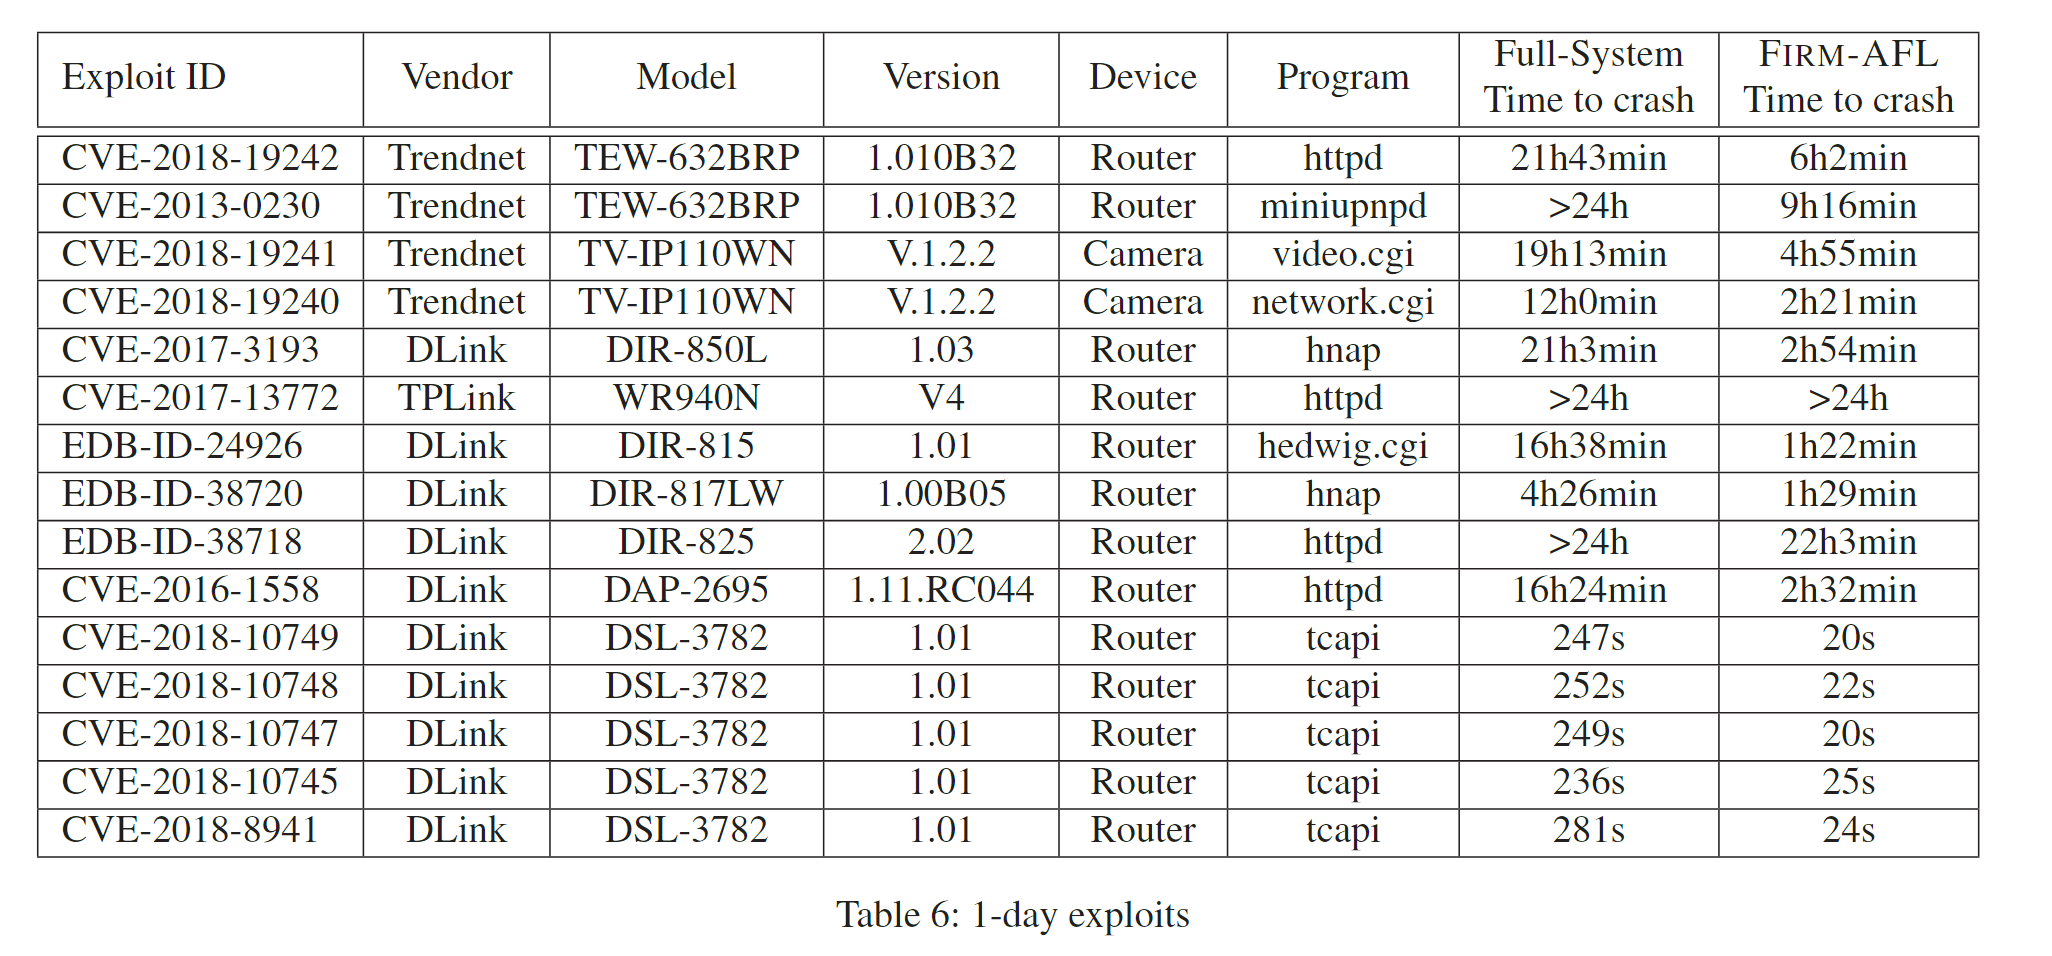 Exploit ID Vendor Model Version Device Program Full-System Time to crash FIRM-AFL Time to crash
CVE-2018-19242 Trendnet TEW-632BRP 1.010B32 Router httpd 21h43min 6h2min
CVE-2013-0230 Trendnet TEW-632BRP 1.010B32 Router miniupnpd >24h 9h16min
CVE-2018-19241 Trendnet TV-IP110WN V.1.2.2 Camera video.cgi 19h13min 4h55min
CVE-2018-19240 Trendnet TV-IP110WN V.1.2.2 Camera network.cgi 12h0min 2h21min
CVE-2017-3193 DLink DIR-850L 1.03 Router hnap 21h3min 2h54min
CVE-2017-13772 TPLink WR940N V4 Router httpd >24h >24h
EDB-ID-24926 DLink DIR-815 1.01 Router hedwig.cgi 16h38min 1h22min
EDB-ID-38720 DLink DIR-817LW 1.00B05 Router hnap 4h26min 1h29min
EDB-ID-38718 DLink DIR-825 2.02 Router httpd >24h 22h3min
CVE-2016-1558 DLink DAP-2695 1.11.RC044 Router httpd 16h24min 2h32min
CVE-2018-10749 DLink DSL-3782 1.01 Router tcapi 247s 20s
CVE-2018-10748 DLink DSL-3782 1.01 Router tcapi 252s 22s
CVE-2018-10747 DLink DSL-3782 1.01 Router tcapi 249s 20s
CVE-2018-10745 DLink DSL-3782 1.01 Router tcapi 236s 25s
CVE-2018-8941 DLink DSL-3782 1.01 Router tcapi 281s 24s
Table 6: 1-day exploits